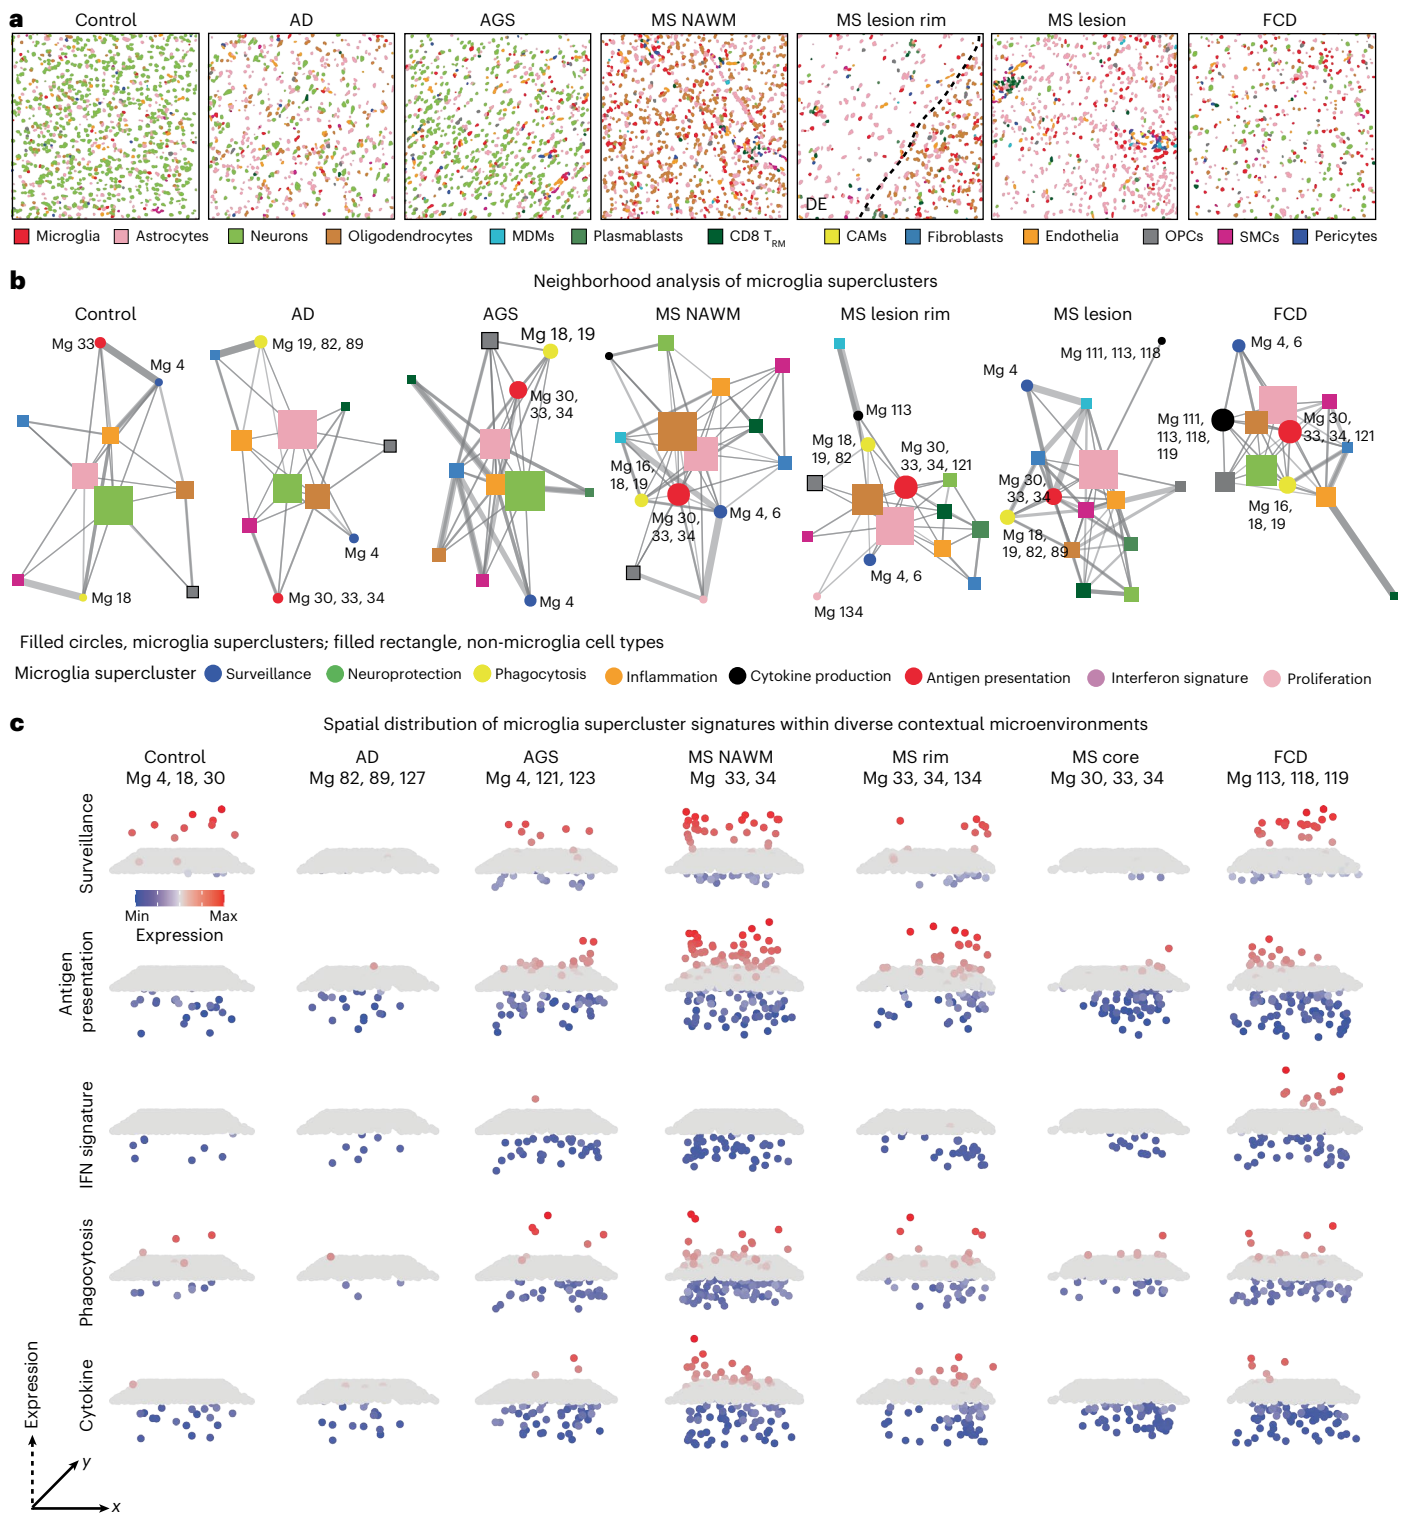 a
Control
AD
AGS
MS NAWM
MS lesion rim
MS lesion
FCD
DE
Microglia
Astrocytes
Neurons
Oligodendrocytes
MDMs
Plasmablasts
CD8 TRM
CAMs
Fibroblasts
Endothelia
OPCs
SMCs
Pericytes
b
Neighborhood analysis of microglia superclusters
Control
AD
AGS
MS NAWM
MS lesion rim
MS lesion
FCD
Mg 33
Mg 4
Mg 18
Mg 19, 82, 89
Mg 4
Mg 30, 33, 34
Mg 18, 19
Mg 30,
33, 34
Mg 4
Mg 16,
18, 19
Mg 30,
33, 34
Mg 4, 6
Mg 113
Mg 18,
19, 82
Mg 30,
33, 34, 121
Mg 4, 6
Mg 134
Mg 111, 113, 118
Mg 4
Mg 30,
33, 34
Mg 18,
19, 82, 89
Mg 4, 6
Mg 111,
113, 118,
119
Mg 30,
33, 34, 121
Mg 16,
18, 19
Filled circles, microglia superclusters; filled rectangle, non-microglia cell types
Microglia supercluster
Surveillance
Neuroprotection
Phagocytosis
Inflammation
Cytokine production
Antigen presentation
Interferon signature
Proliferation
c
Spatial distribution of microglia supercluster signatures within diverse contextual microenvironments
Control
Mg 4, 18, 30
AD
Mg 82, 89, 127
AGS
Mg 4, 121, 123
MS NAWM
Mg 33, 34
MS rim
Mg 33, 34, 134
MS core
Mg 30, 33, 34
FCD
Mg 113, 118, 119
Surveillance
Min
Max
Expression
Antigen
presentation
IFN signature
Phagocytosis
Cytokine
Expression
y
x